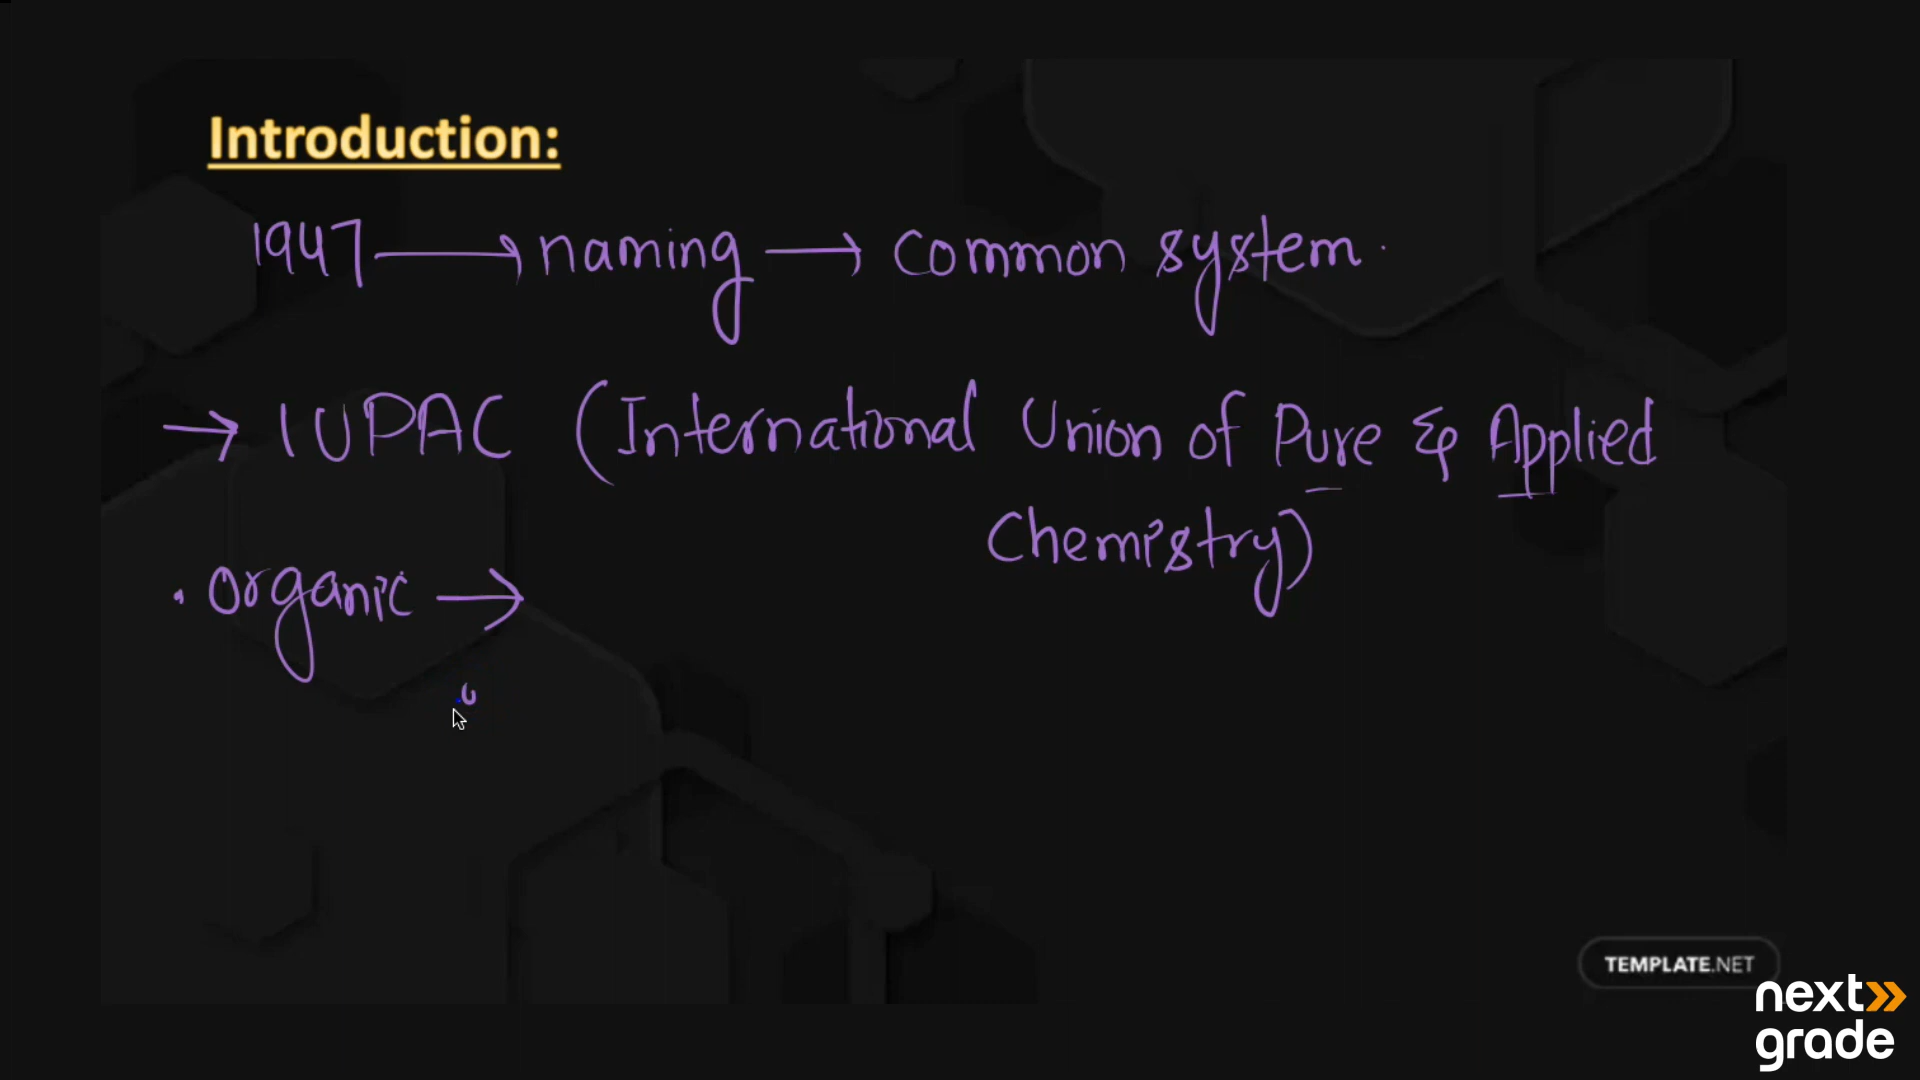 Introduction:
1947 → naming → Common system.
→ IUPAC (International Union of Pure & Applied
Chemistry)
• Organic →
TEMPLATE.NET
next
grade